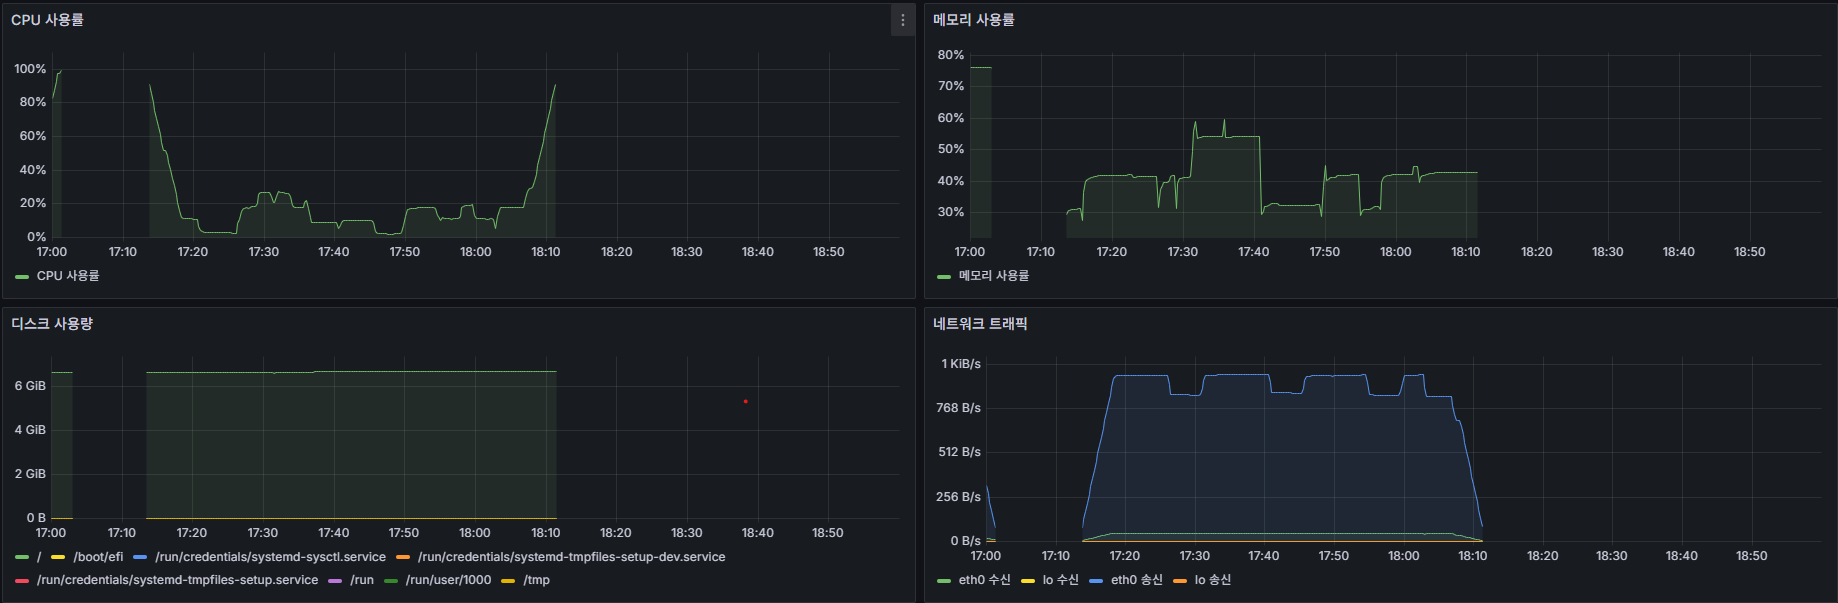 CPU 사용률
100%
80%
60%
40%
20%
0%
17:00 17:10 17:20 17:30 17:40 17:50 18:00 18:10 18:20 18:30 18:40 18:50
CPU 사용률
메모리 사용률
80%
70%
60%
50%
40%
30%
17:00 17:10 17:20 17:30 17:40 17:50 18:00 18:10 18:20 18:30 18:40 18:50
메모리 사용률
디스크 사용량
6 GiB
4 GiB
2 GiB
0 B
17:00 17:10 17:20 17:30 17:40 17:50 18:00 18:10 18:20 18:30 18:40 18:50
/ /boot/efi /run/credentials/systemd-sysctl.service /run/credentials/systemd-tmpfiles-setup-dev.service
/run/credentials/systemd-tmpfiles-setup.service /run /run/user/1000 /tmp
네트워크 트래픽
1 KiB/s
768 B/s
512 B/s
256 B/s
0 B/s
17:00 17:10 17:20 17:30 17:40 17:50 18:00 18:10 18:20 18:30 18:40 18:50
eth0 수신 lo 수신 eth0 송신 lo 송신